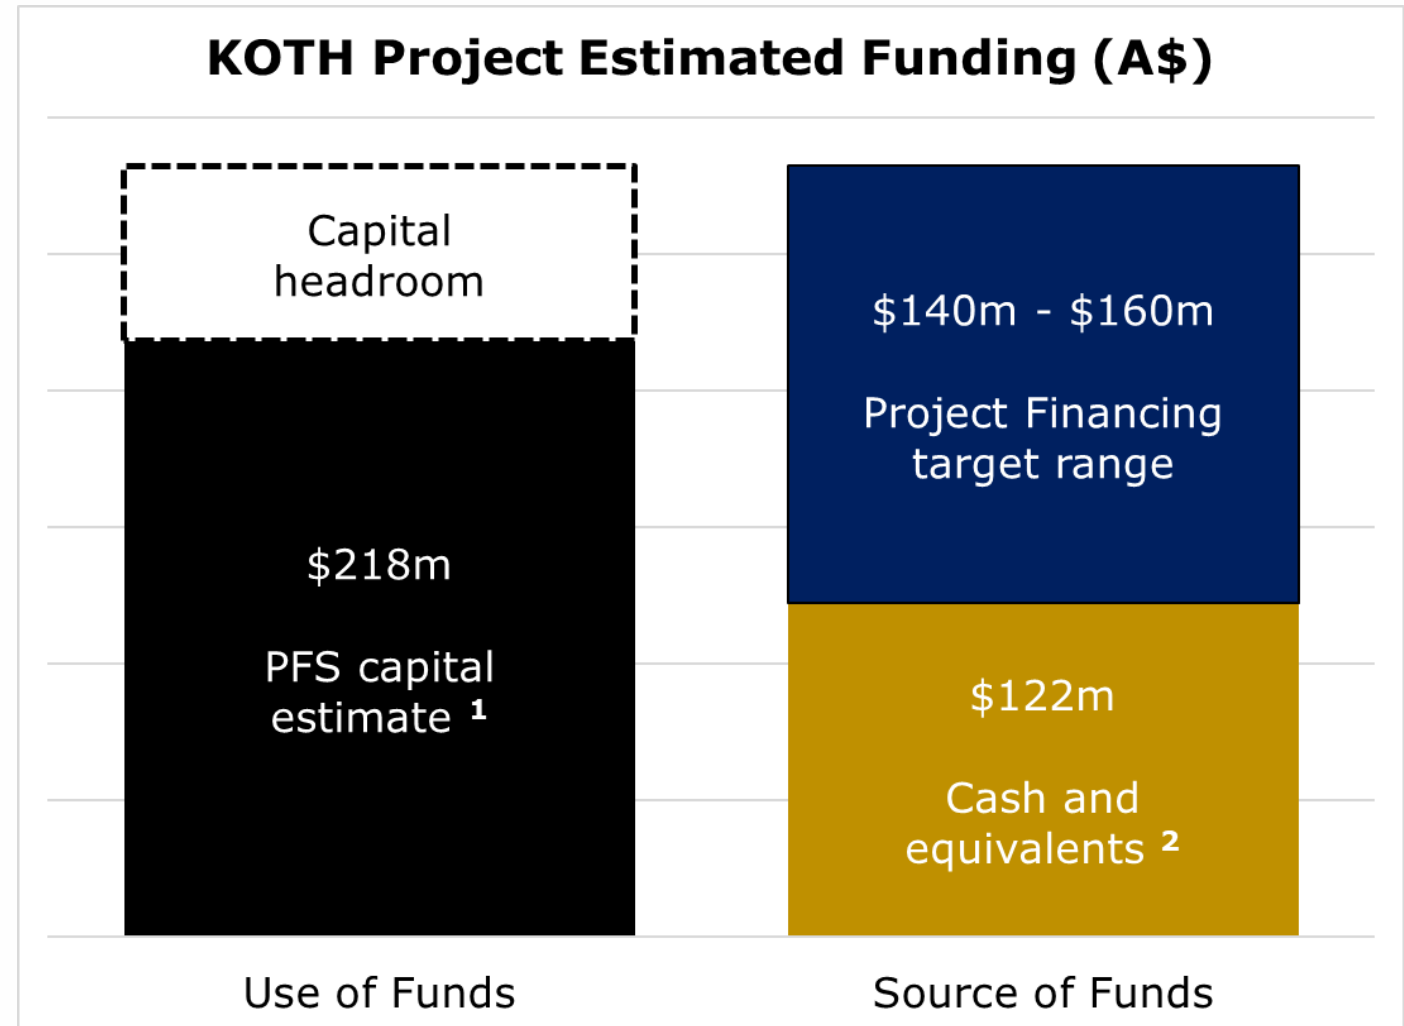 KOTH Project Estimated Funding (A$)
Capital
headroom
$218m
PFS capital
estimate 1
$140m - $160m
Project Financing
target range
$122m
Cash and
equivalents 2
Use of Funds
Source of Funds